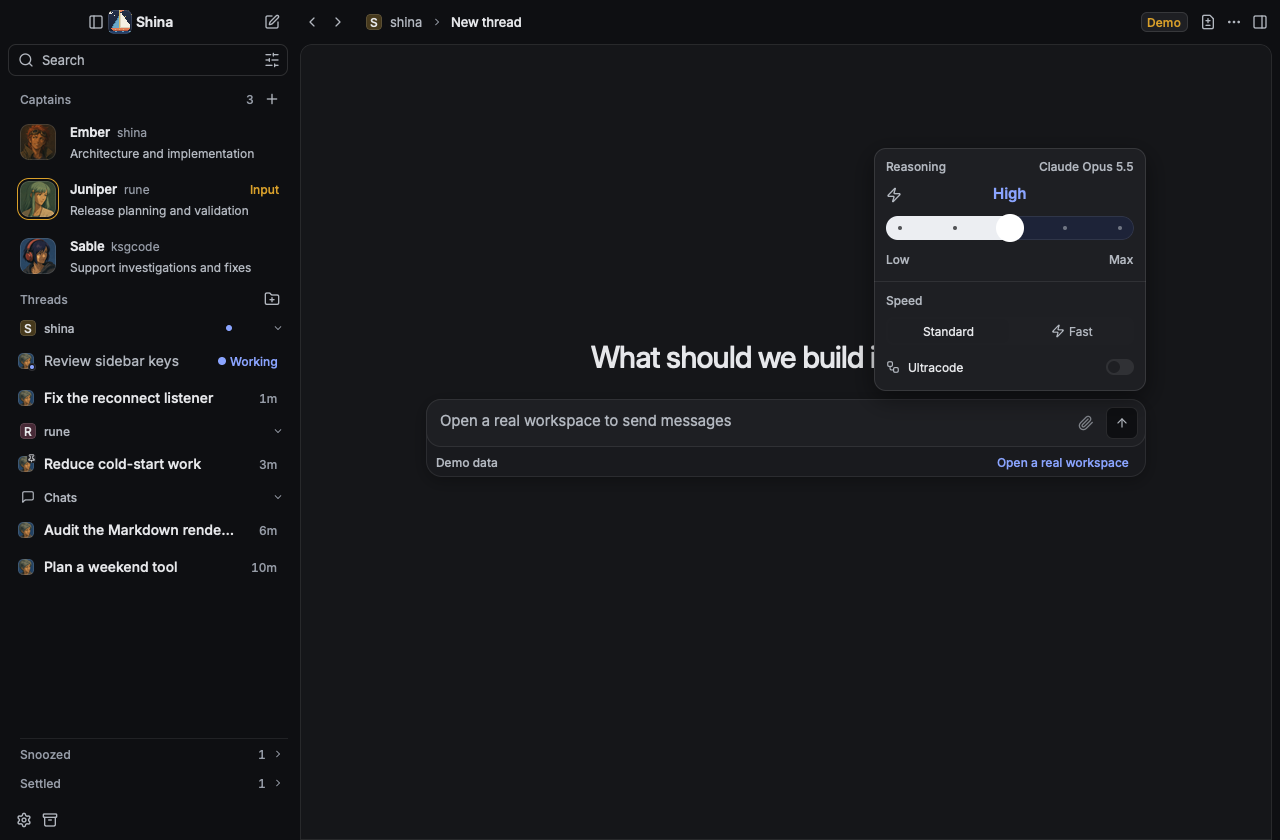 Shina
Search
Captains 3
Ember shina
Architecture and implementation
Juniper rune Input
Release planning and validation
Sable ksgcode
Support investigations and fixes
Threads
S shina
Review sidebar keys Working
Fix the reconnect listener 1m
R rune
Reduce cold-start work 3m
Chats
Audit the Markdown rende... 6m
Plan a weekend tool 10m
Snoozed 1
Settled 1
S shina New thread
Demo
Reasoning Claude Opus 5.5
High
Low Max
Speed
Standard Fast
Ultracode
What should we build i
Open a real workspace to send messages
Demo data Open a real workspace